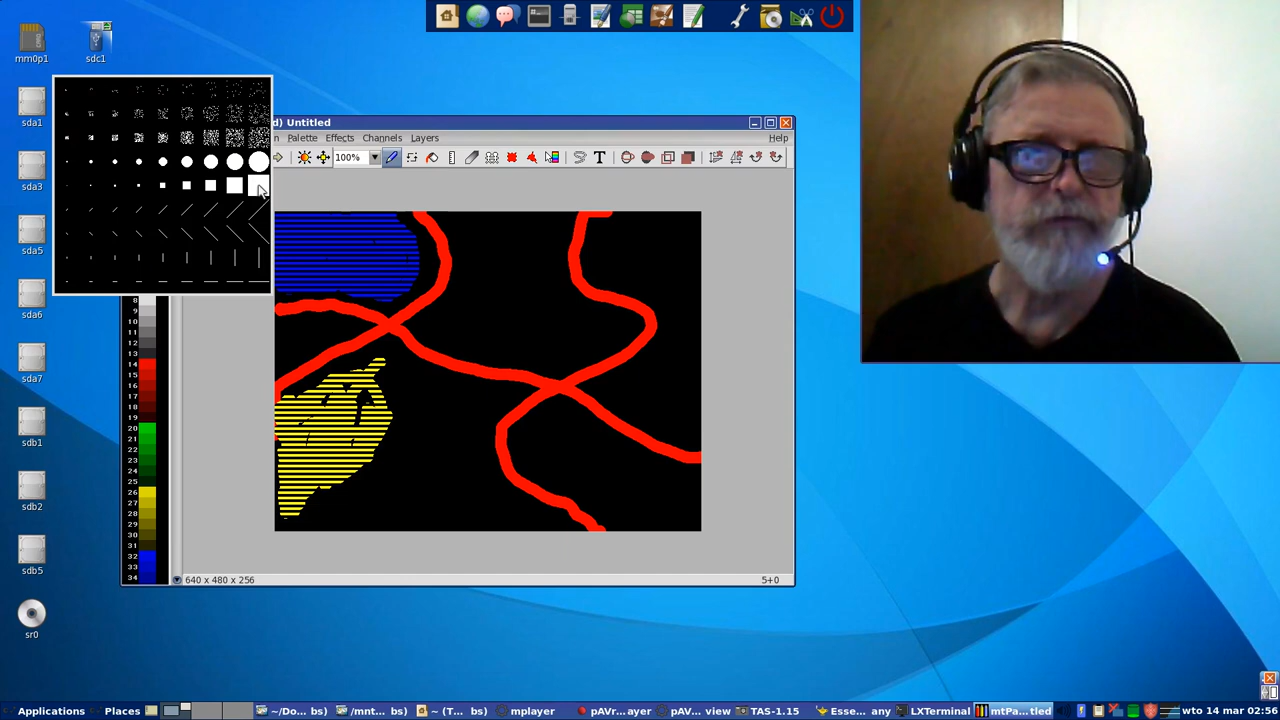 mm0p1
sdc1
sda1
sda3
sda5
sda6
sda7
sdb1
sdb2
sdb5
sr0
d) Untitled
n Palette Effects Channels Layers Help
100%
8
9
10
11
12
13
14
15
16
17
18
19
20
21
22
23
24
25
26
27
28
29
30
31
32
33
34
640 x 480 x 256 5+0
Applications Places ~/Do... bs) /mnt... bs) ~ (T... bs) mplayer pAVr...ayer pAV... view TAS-1.15 Esse... any LXTerminal mtPa...tled wto 14 mar 02:56